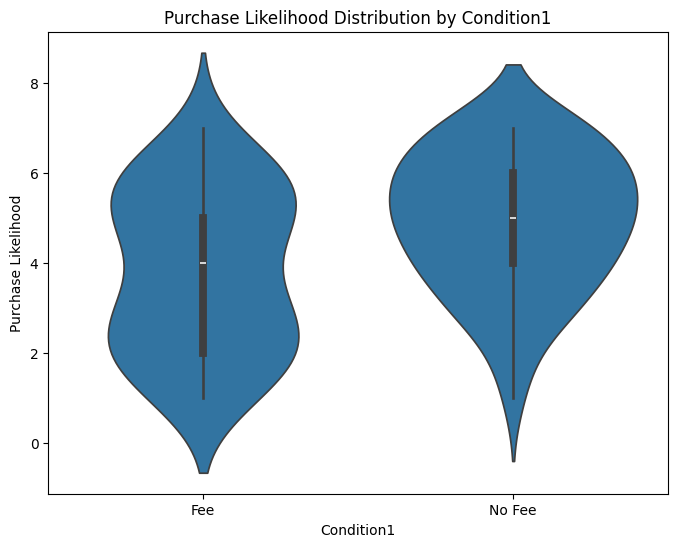 Purchase Likelihood Distribution by Condition1
8
6
4
2
0
Purchase Likelihood
Fee
No Fee
Condition1